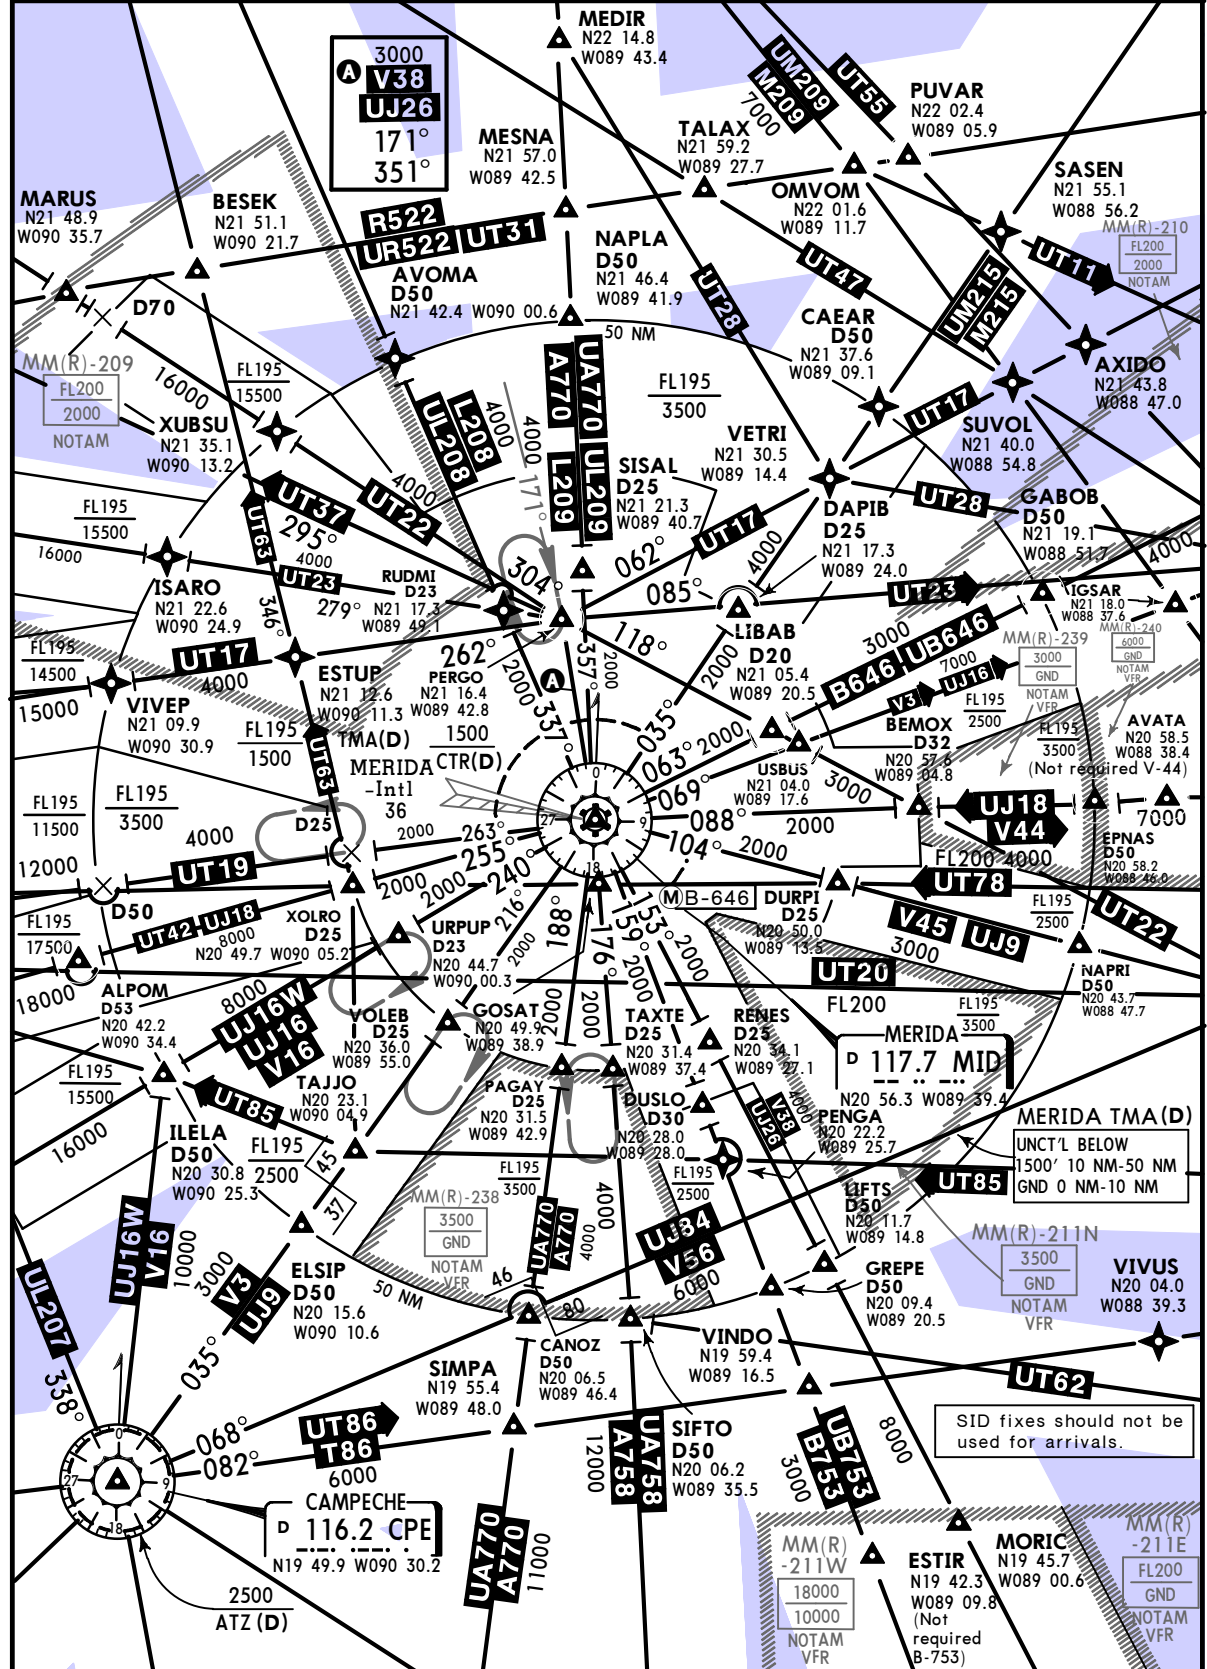 MEDIR
N22 14.8
W089 43.4
A
3000
V38
UJ26
171°
351°
UM209
M209
7000
UT55
PUVAR
N22 02.4
W089 05.9
MESNA
N21 57.0
W089 42.5
TALAX
N21 59.2
W089 27.7
OMVOM
N22 01.6
W089 11.7
SASEN
N21 55.1
W088 56.2
MM(R)-210
FL200
2000
NOTAM
UT11
MARUS
N21 48.9
W090 35.7
BESEK
N21 51.1
W090 21.7
R522
UR522
UT31
AVOMA
D50
N21 42.4 W090 00.6
NAPLA
D50
N21 46.4
W089 41.9
50 NM
UT28
UT47
UM215
M215
CAEAR
D50
N21 37.6
W089 09.1
D70
MM(R)-209
FL200
2000
NOTAM
16000
FL195
15500
XUBSU
N21 35.1
W090 13.2
A770
UA770
L209
UL209
L208
UL208
4000
4000
171°
FL195
3500
VETRI
N21 30.5
W089 14.4
SISAL
D25
N21 21.3
W089 40.7
UT17
SUVOL
N21 40.0
W088 54.8
AXIDO
N21 43.8
W088 47.0
UT28
GABOB
D50
N21 19.1
W088 51.7
4000
UT37
UT22
4000
UT63
295°
4000
UT23
279°
304°
FL195
15500
16000
ISARO
N21 22.6
W090 24.9
RUDMI
D23
N21 17.3
W089 49.1
062°
UT17
085°
4000
DAPIB
D25
N21 17.3
W089 24.0
UT23
IGSAR
N21 18.0
W088 37.6
MM(R)-240
6000
GND
NOTAM
VFR
MM(R)-239
3000
GND
NOTAM
VFR
346°
FL195
14500
15000
UT17
4000
VIVEP
N21 09.9
W090 30.9
ESTUP
N21 12.6
W090 11.3
262°
PERGO
N21 16.4
W089 42.8
2000
337°
A
357°
2000
118°
2000
035°
LIBAB
D20
N21 05.4
W089 20.5
3000
B646
UB646
V3
UJ16
7000
FL195
2500
FL195
3500
AVATA
N20 58.5
W088 38.4
(Not required V-44)
FL195
1500
TMA(D)
1500
CTR(D)
UT63
MERIDA
-Intl
36
063°
2000
069°
USBUS
N21 04.0
W089 17.6
BEMOX
D32
N20 57.6
W089 04.8
3000
088°
2000
UJ18
V44
7000
EPNAS
D50
N20 58.2
W088 46.0
FL195
11500
FL195
3500
D25
4000
2000
263°
12000
UT19
255°
2000
240°
2000
0
9
18
27
104°
2000
FL200 4000
UT78
D50
FL195
17500
UT42
UJ18
8000
18000
XOLRO
D25
N20 49.7 W090 05.2
URPUP
D23
N20 44.7
W090 00.3
216°
2000
188°
176°
159°
2000
153°
2000
M B-646
DURPI
D25
N20 50.0
W089 13.5
V45
UJ9
3000
FL195
2500
UT22
UT20
FL200
NAPRI
D50
N20 43.7
W088 47.7
ALPOM
D53
N20 42.2
W090 34.4
8000
UJ16W
UJ16
V16
VOLEB
D25
N20 36.0
W089 55.0
GOSAT
N20 49.9
W089 38.9
2000
2000
TAXTE
D25
N20 31.4
W089 37.4
RENES
D25
N20 34.1
W089 27.1
FL195
3500
MERIDA
D 117.7 MID
N20 56.3 W089 39.4
FL195
15500
16000
UT85
TAJJO
N20 23.1
W090 04.9
PAGAY
D25
N20 31.5
W089 42.9
DUSLO
D30
N20 28.0
W089 28.0
V38
UJ26
4000
PENGA
N20 22.2
W089 25.7
MERIDA TMA(D)
UNCT'L BELOW
1500' 10 NM-50 NM
GND 0 NM-10 NM
ILELA
D50
N20 30.8
W090 25.3
FL195
2500
45
37
FL195
3500
MM(R)-238
3500
GND
NOTAM
VFR
UA770
A770
4000
4000
FL195
2500
UT85
LIFTS
D50
N20 11.7
W089 14.8
MM(R)-211N
3500
GND
NOTAM
VFR
VIVUS
N20 04.0
W088 39.3
UJ16W
V16
10000
UL207
3000
V3
UJ9
ELSIP
D50
N20 15.6
W090 10.6
50 NM
46
80
UJ84
V56
6000
GREPE
D50
N20 09.4
W089 20.5
338°
035°
SIMPA
N19 55.4
W089 48.0
CANOZ
D50
N20 06.5
W089 46.4
VINDO
N19 59.4
W089 16.5
UT62
068°
082°
UT86
T86
6000
12000
A758
UA758
SIFTO
D50
N20 06.2
W089 35.5
UB753
B753
3000
8000
SID fixes should not be
used for arrivals.
0
9
18
27
CAMPECHE
D 116.2 CPE
N19 49.9 W090 30.2
2500
ATZ (D)
UA770
A770
11000
MM(R)
-211W
18000
10000
NOTAM
VFR
ESTIR
N19 42.3
W089 09.8
(Not
required
B-753)
MORIC
N19 45.7
W089 00.6
MM(R)
-211E
FL200
GND
NOTAM
VFR